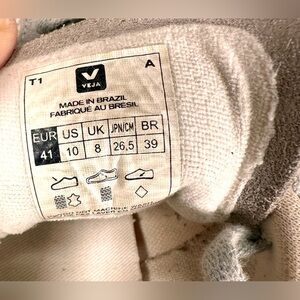 T1
V
VEJA
A
MADE IN BRAZIL
FABRIQUÉ AU BRÉSIL
EUR US UK JPN/CM BR
41 10 8 26,5 39